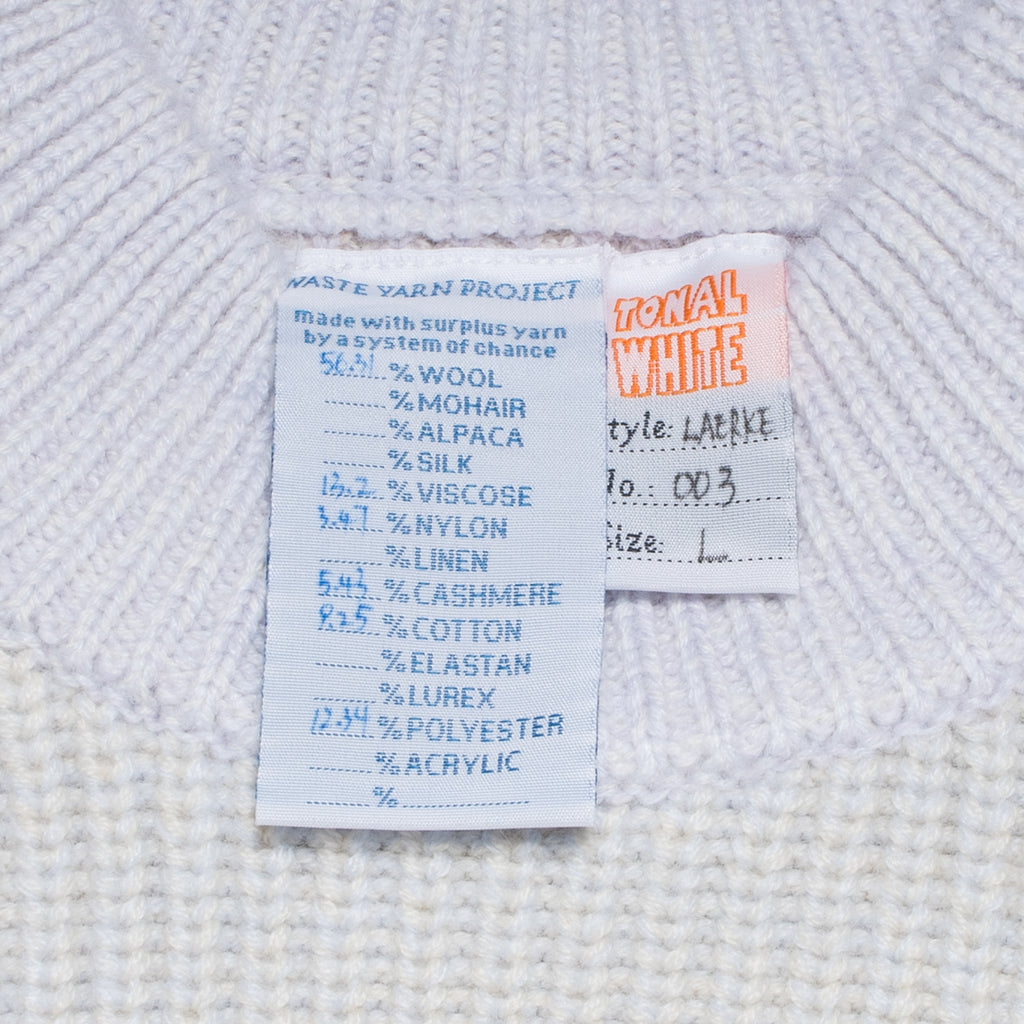 WASTE YARN PROJECT
made with surplus yarn
by a system of chance
56.31 % WOOL
% MOHAIR
% ALPACA
% SILK
13.2 % VISCOSE
3.47 % NYLON
% LINEN
5.43 % CASHMERE
9.25 % COTTON
% ELASTAN
% LUREX
12.34 % POLYESTER
% ACRYLIC
%
TONAL
WHITE
tyle: LAERKE
No.: 003
Size: L